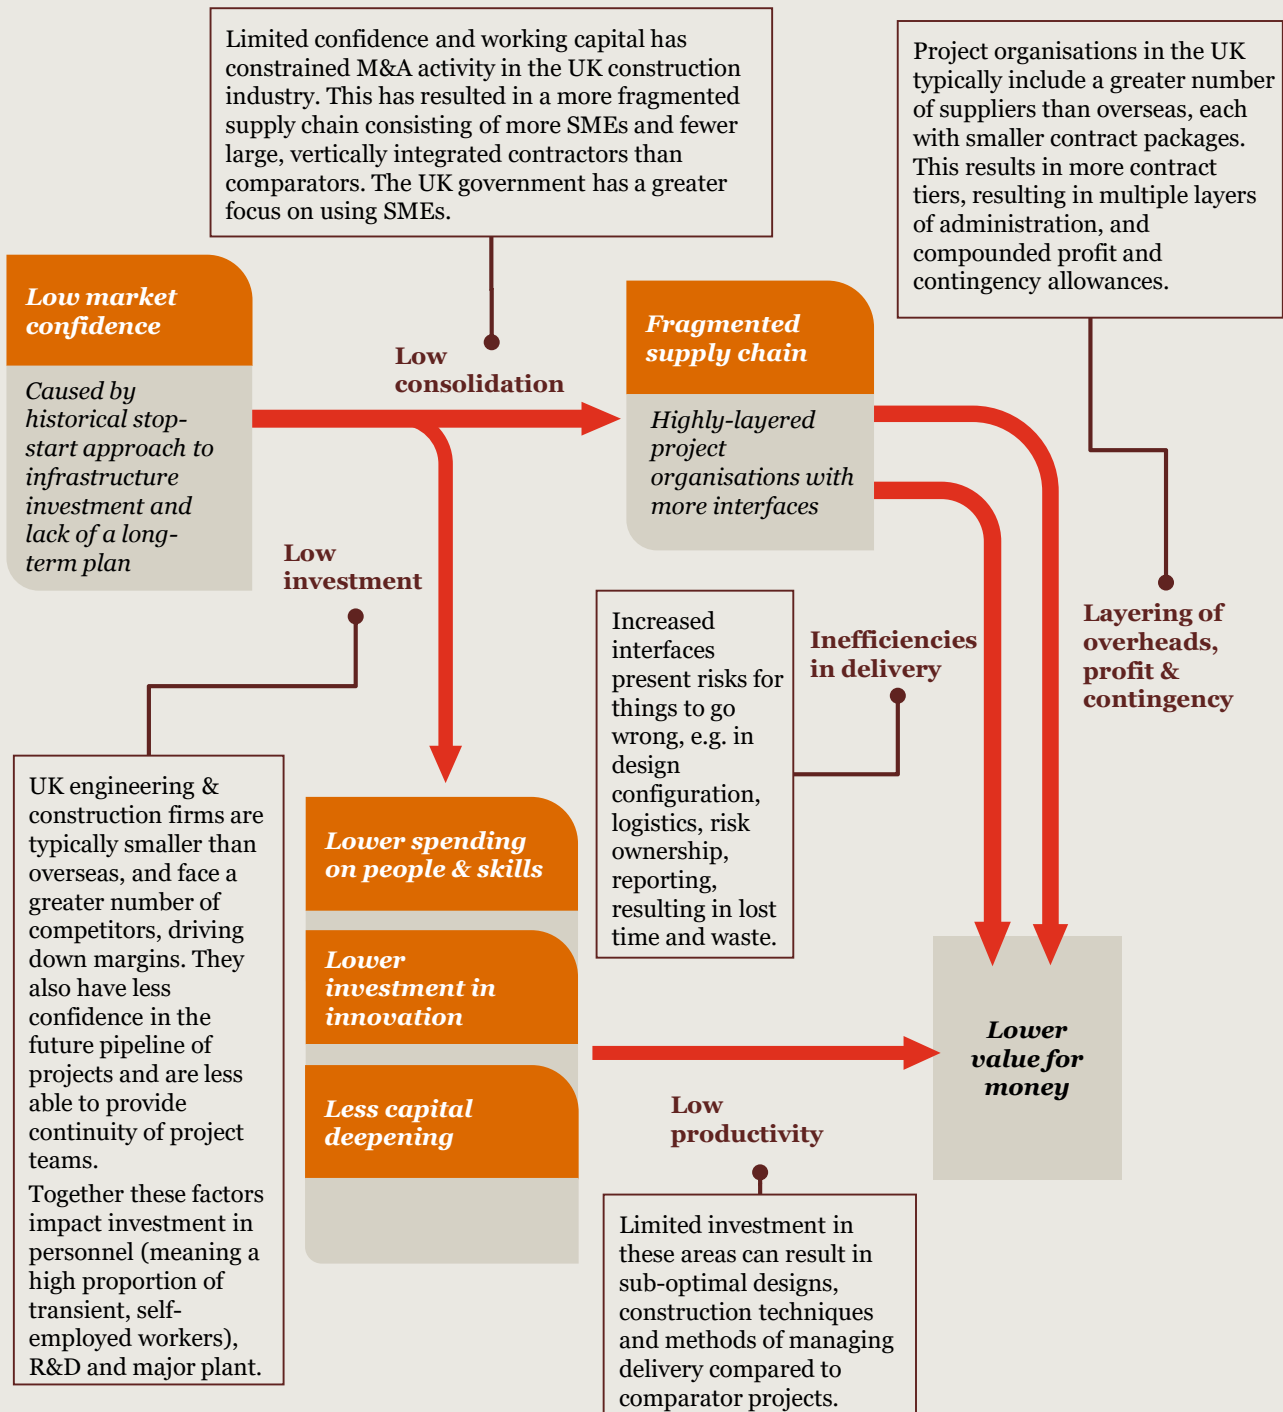 Limited confidence and working capital has
constrained M&A activity in the UK construction
industry. This has resulted in a more fragmented
supply chain consisting of more SMEs and fewer
large, vertically integrated contractors than
comparators. The UK government has a greater
focus on using SMEs.
Project organisations in the UK
typically include a greater number
of suppliers than overseas, each
with smaller contract packages.
This results in more contract
tiers, resulting in multiple layers
of administration, and
compounded profit and
contingency allowances.
Low market
confidence
Caused by
historical stop-
start approach to
infrastructure
investment and
lack of a long-
term plan
Low
consolidation
Fragmented
supply chain
Highly-layered
project
organisations with
more interfaces
Low
investment
Increased
interfaces
present risks for
things to go
wrong, e.g. in
design
configuration,
logistics, risk
ownership,
reporting,
resulting in lost
time and waste.
Inefficiencies
in delivery
Layering of
overheads,
profit &
contingency
UK engineering &
construction firms are
typically smaller than
overseas, and face a
greater number of
competitors, driving
down margins. They
also have less
confidence in the
future pipeline of
projects and are less
able to provide
continuity of project
teams.
Together these factors
impact investment in
personnel (meaning a
high proportion of
transient, self-
employed workers),
R&D and major plant.
Lower spending
on people & skills
Lower
investment in
innovation
Less capital
deepening
Lower
value for
money
Low
productivity
Limited investment in
these areas can result in
sub-optimal designs,
construction techniques
and methods of managing
delivery compared to
comparator projects.